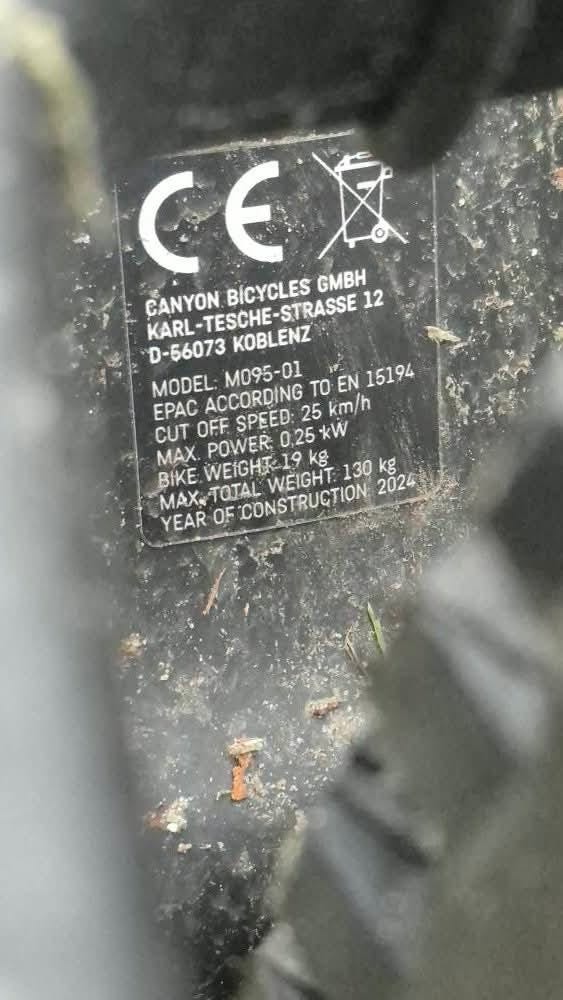 CE
CANYON BICYCLES GMBH
KARL-TESCHE-STRASSE 12
D-56073 KOBLENZ
MODEL: M095-01
EPAC ACCORDING TO EN 15194
CUT OFF SPEED: 25 km/h
MAX. POWER: 0,25 kW
BIKE WEIGHT: 19 kg
MAX. TOTAL WEIGHT: 130 kg
YEAR OF CONSTRUCTION: 2024